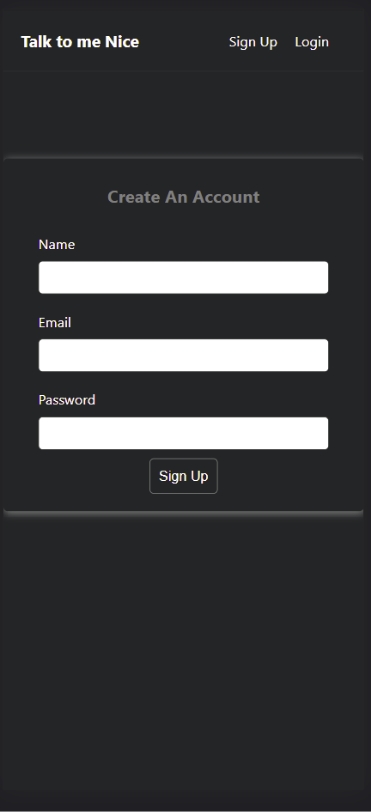 Talk to me Nice Sign Up Login
Create An Account
Name
Email
Password
Sign Up